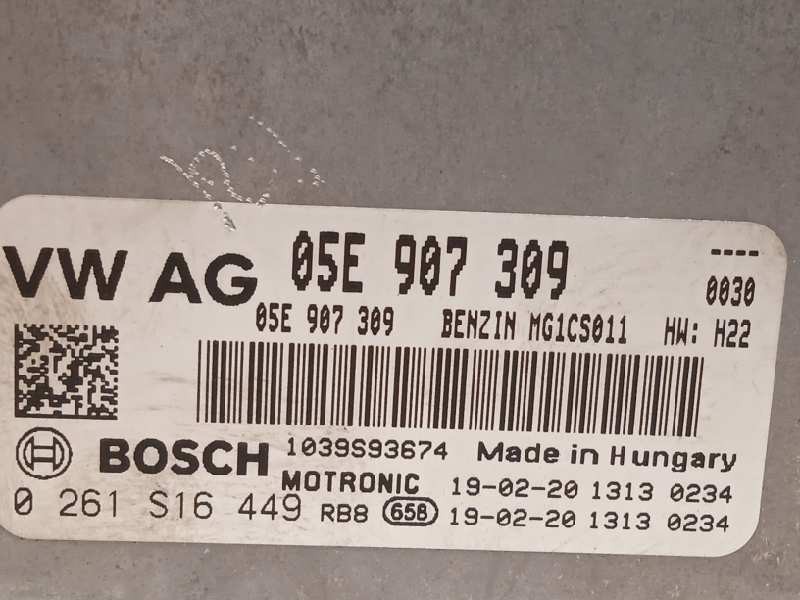 VW AG 05E 907 309 ----
0030
05E 907 309 BENZIN MG1CS011 HW: H22
BOSCH 1039S93674 Made in Hungary
MOTRONIC 19-02-20 1313 0234
0 261 S16 449 RB8 658 19-02-20 1313 0234